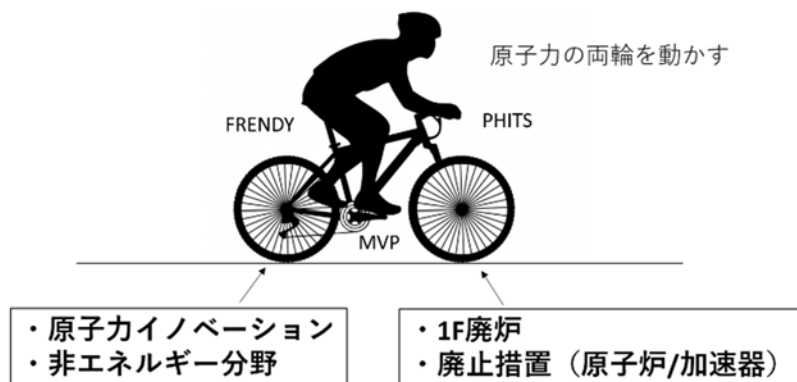 原子力の両輪を動かす
FRENDY
PHITS
MVP
・原子力イノベーション
・非エネルギー分野
・1F廃炉
・廃止措置（原子炉/加速器）